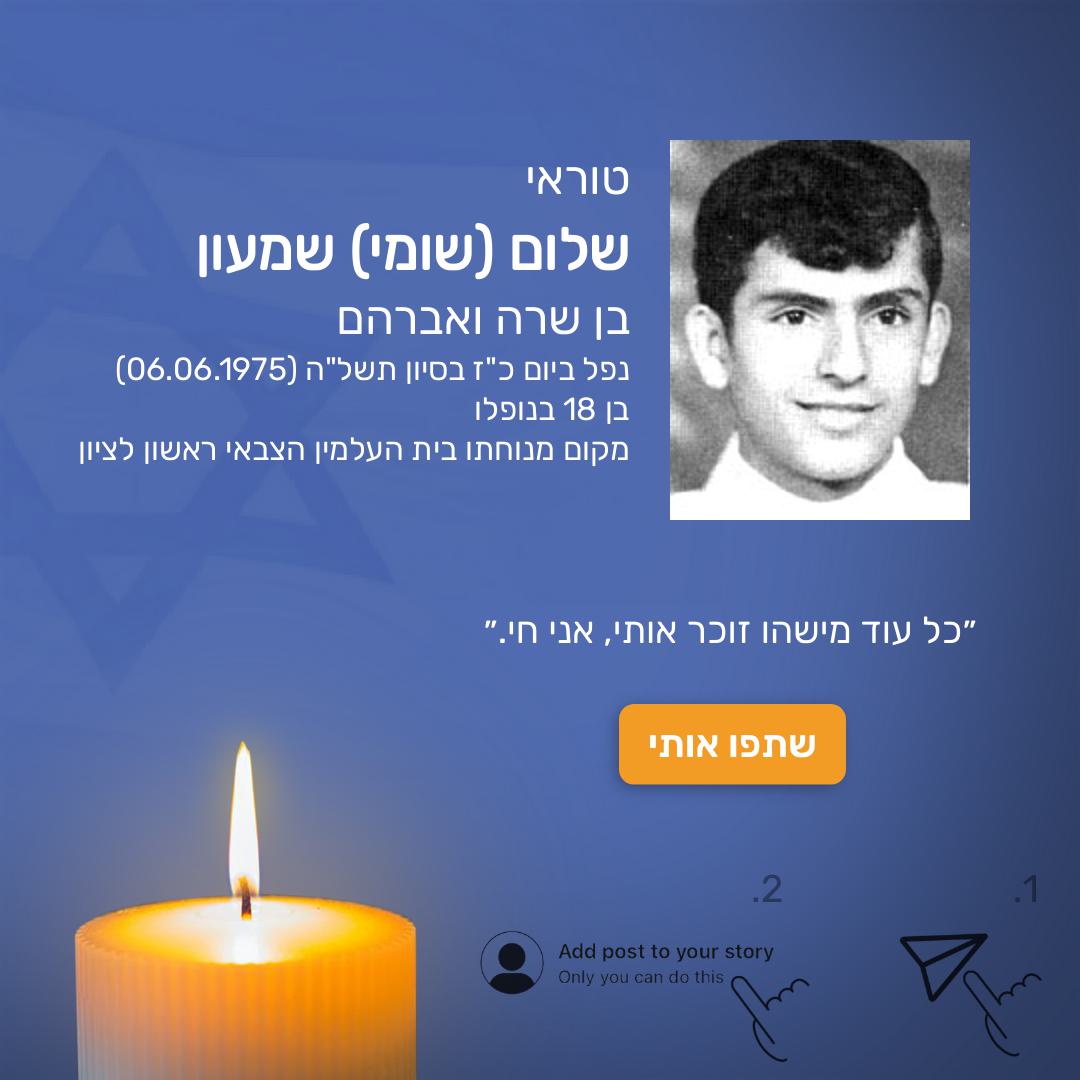 טוראי
שלום (שומי) שמעון
בן שרה ואברהם
נפל ביום כ"ז בסיון תשל"ה (06.06.1975)
בן 18 בנופלו
מקום מנוחתו בית העלמין הצבאי ראשון לציון
״כל עוד מישהו זוכר אותי, אני חי.״
שתפו אותי
1.
2.
Add post to your story
Only you can do this